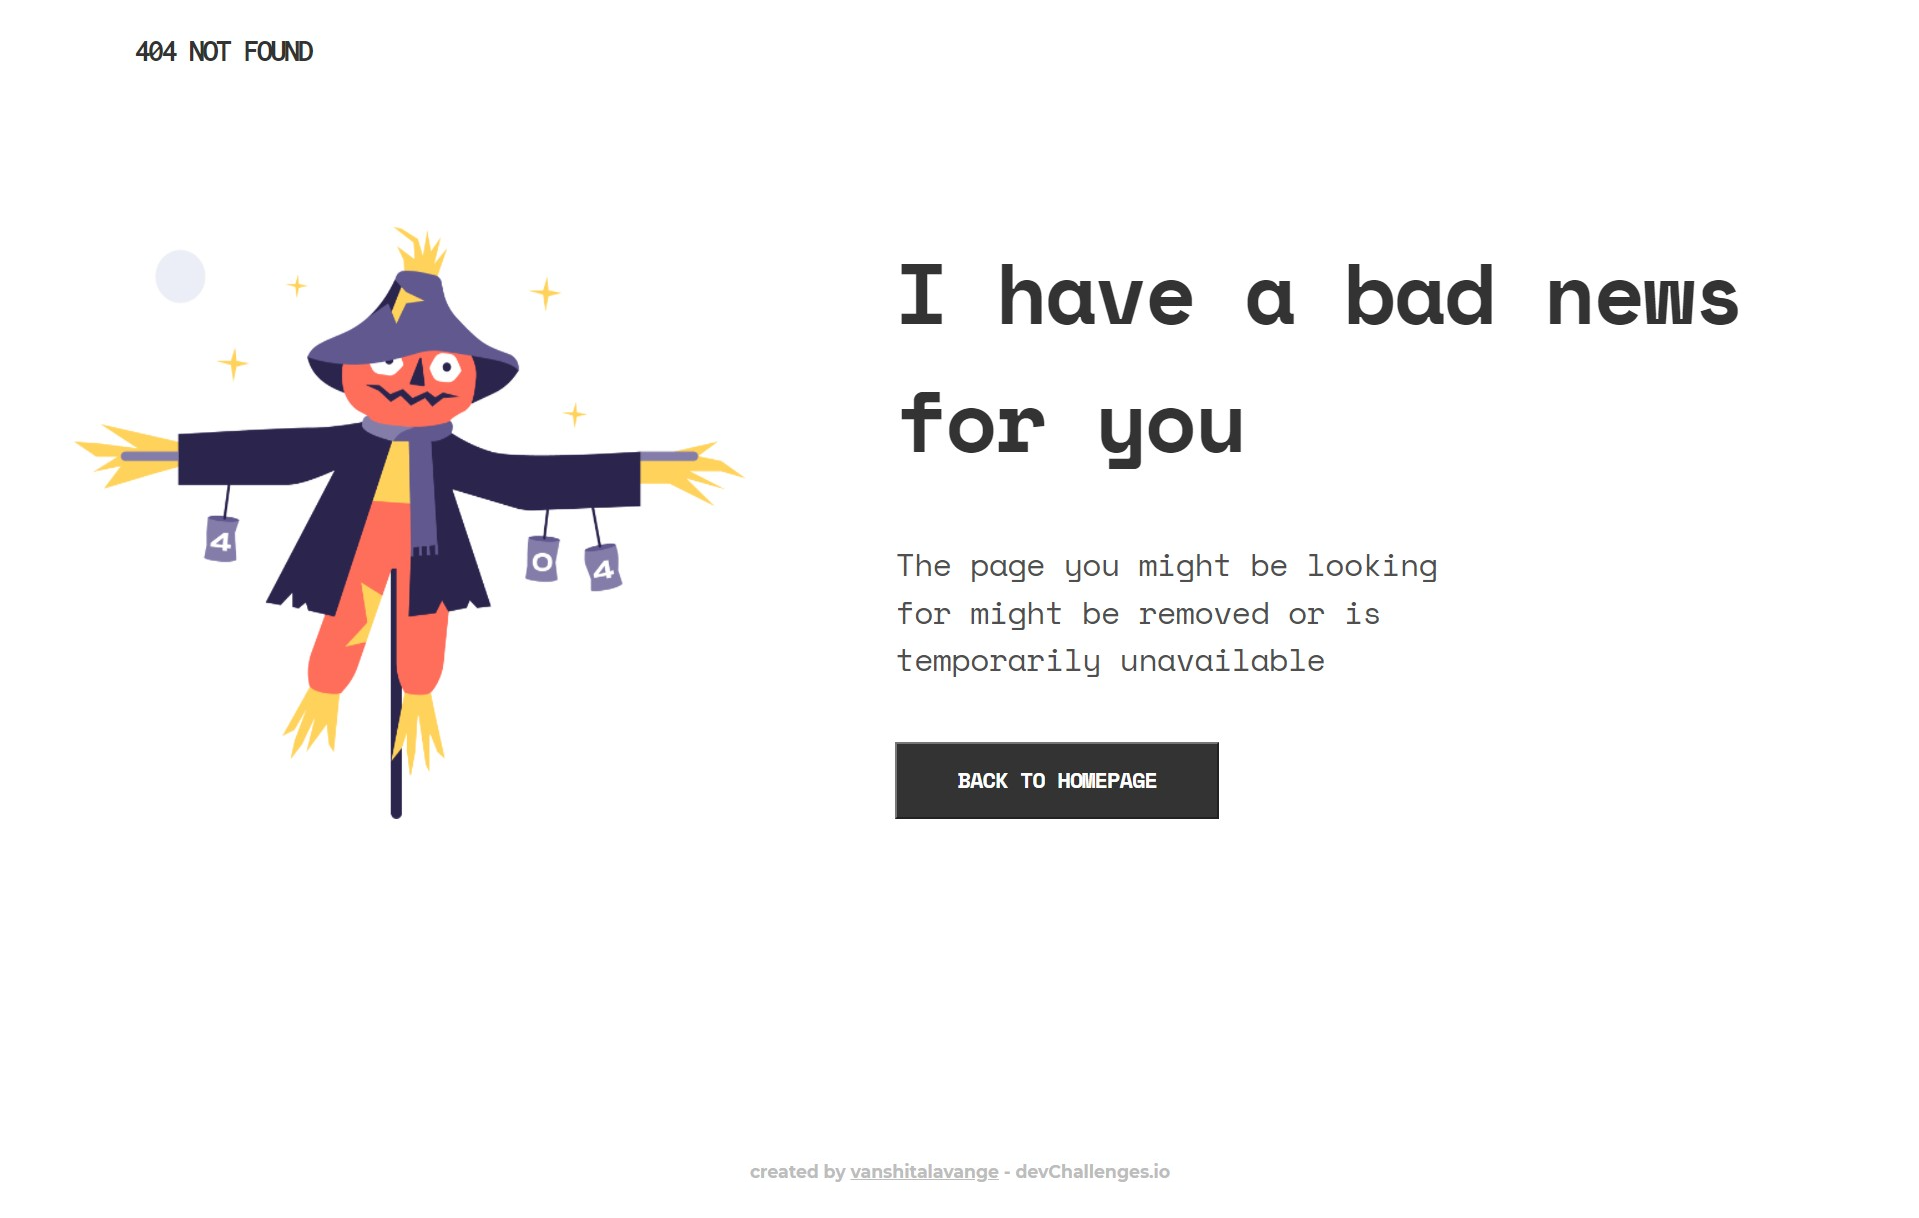 404 NOT FOUND
I have a bad news
for you
4
0
4
The page you might be looking
for might be removed or is
temporarily unavailable
BACK TO HOMEPAGE
created by vanshitalavange - devChallenges.io